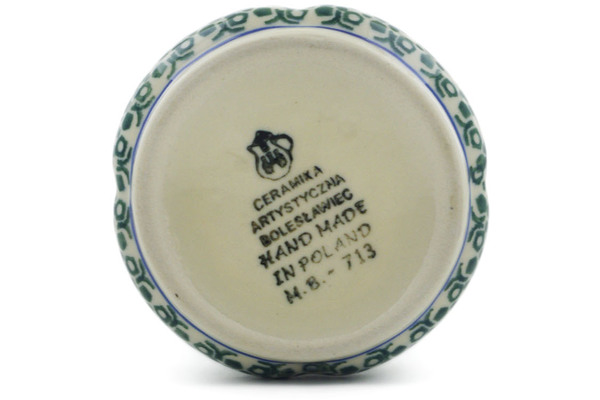 CERAMIKA
ARTYSTYCZNA
BOLESŁAWIEC
HAND MADE
IN POLAND
M.B. - 713